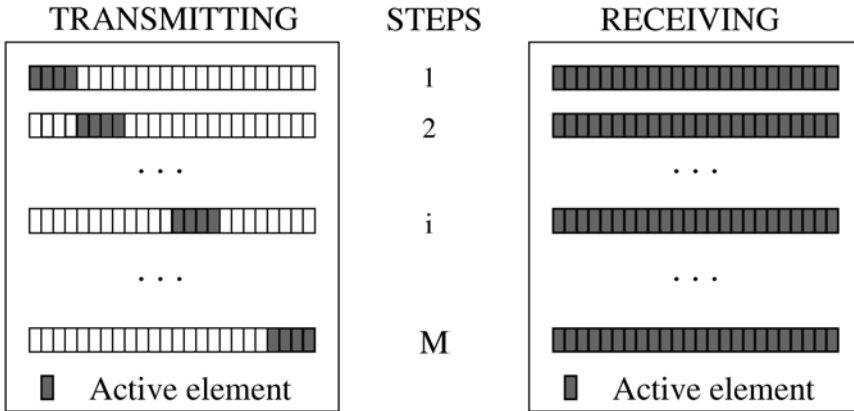 TRANSMITTING STEPS RECEIVING
1
2
. . . . . .
i
. . . . . .
M
Active element Active element